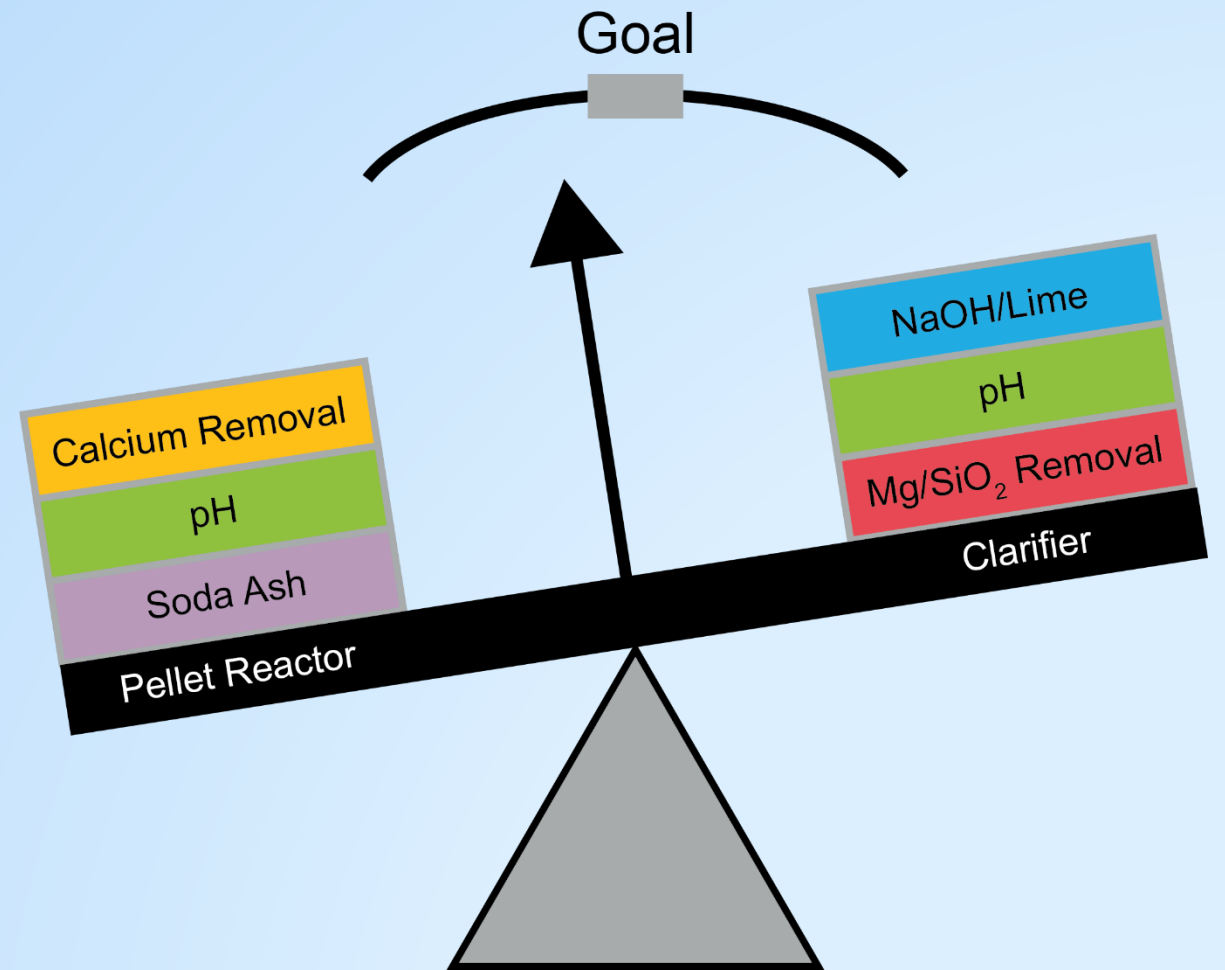 Goal
Calcium Removal
pH
Soda Ash
Pellet Reactor
NaOH/Lime
pH
Mg/SiO₂ Removal
Clarifier